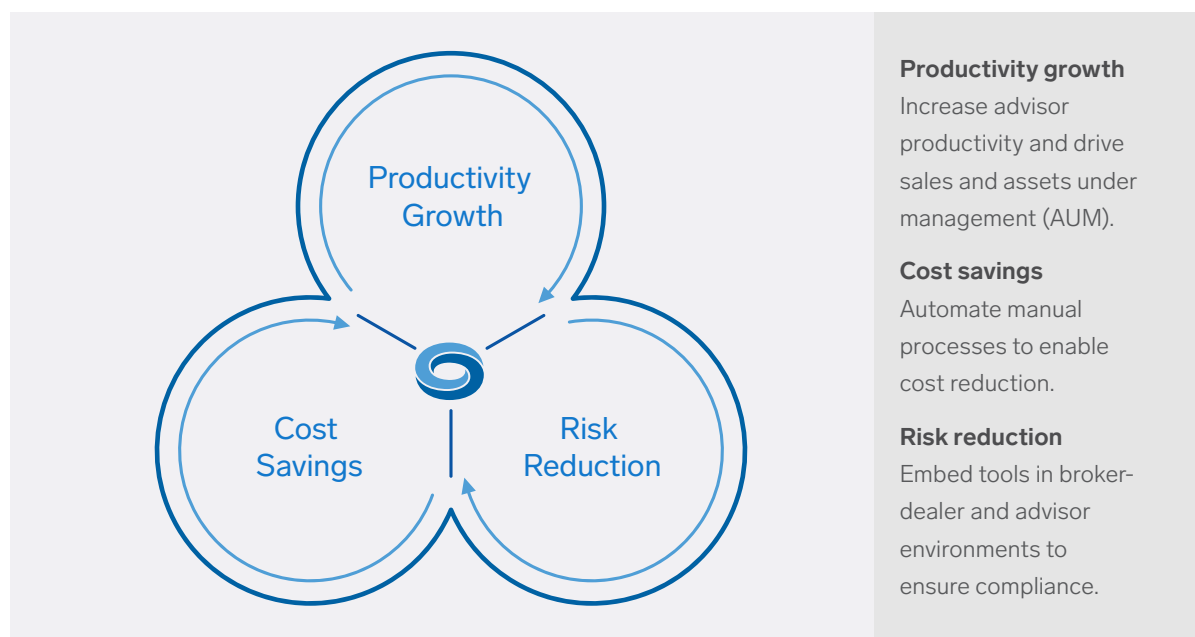 Productivity
Growth
Cost
Savings
Risk
Reduction
Productivity growth
Increase advisor
productivity and drive
sales and assets under
management (AUM).
Cost savings
Automate manual
processes to enable
cost reduction.
Risk reduction
Embed tools in broker-
dealer and advisor
environments to
ensure compliance.